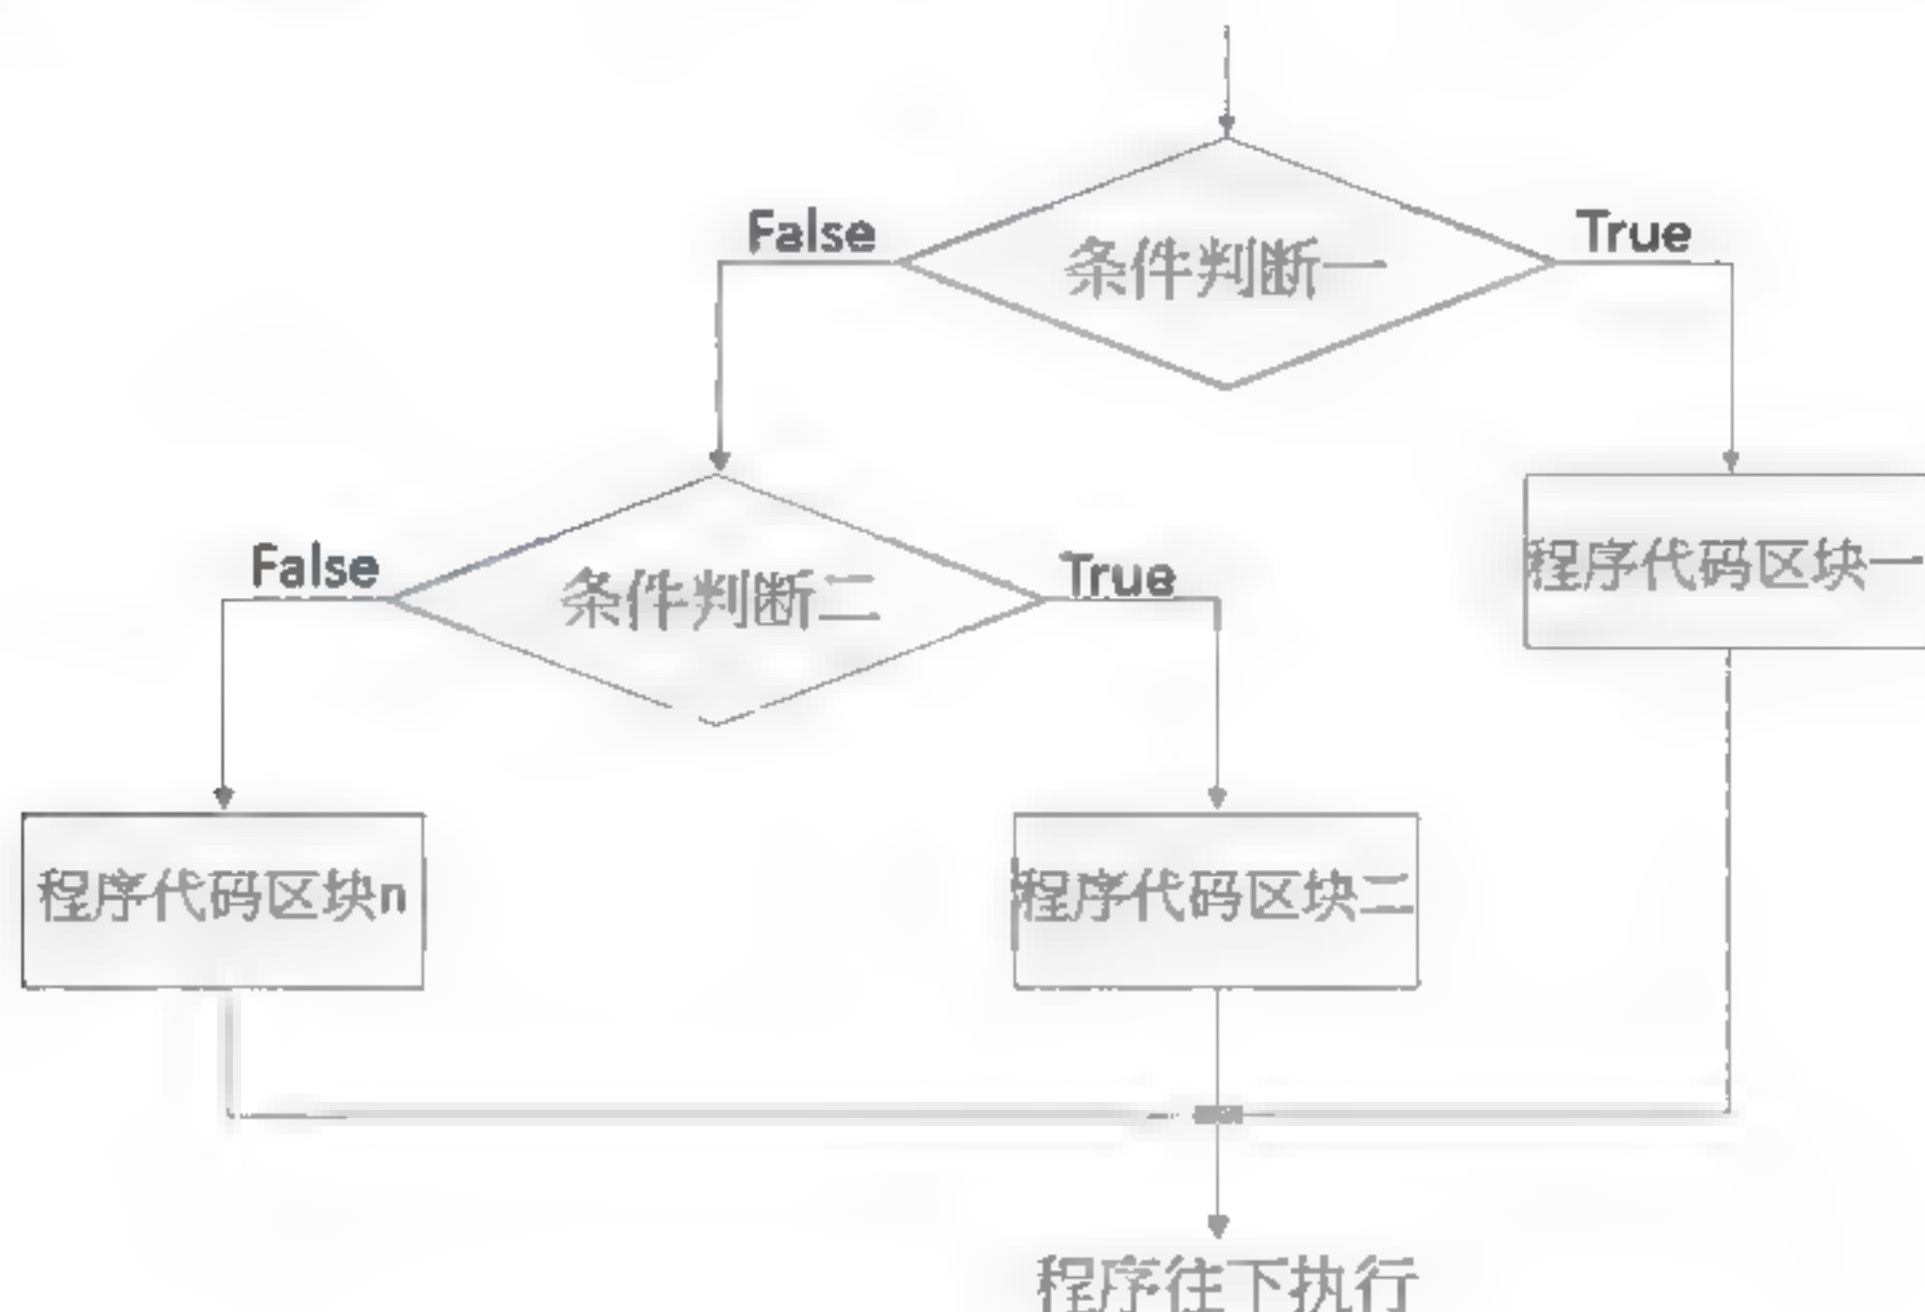 False
条件判断一
True
False
条件判断二
True
程序代码区块一
程序代码区块n
程序代码区块二
程序往下执行